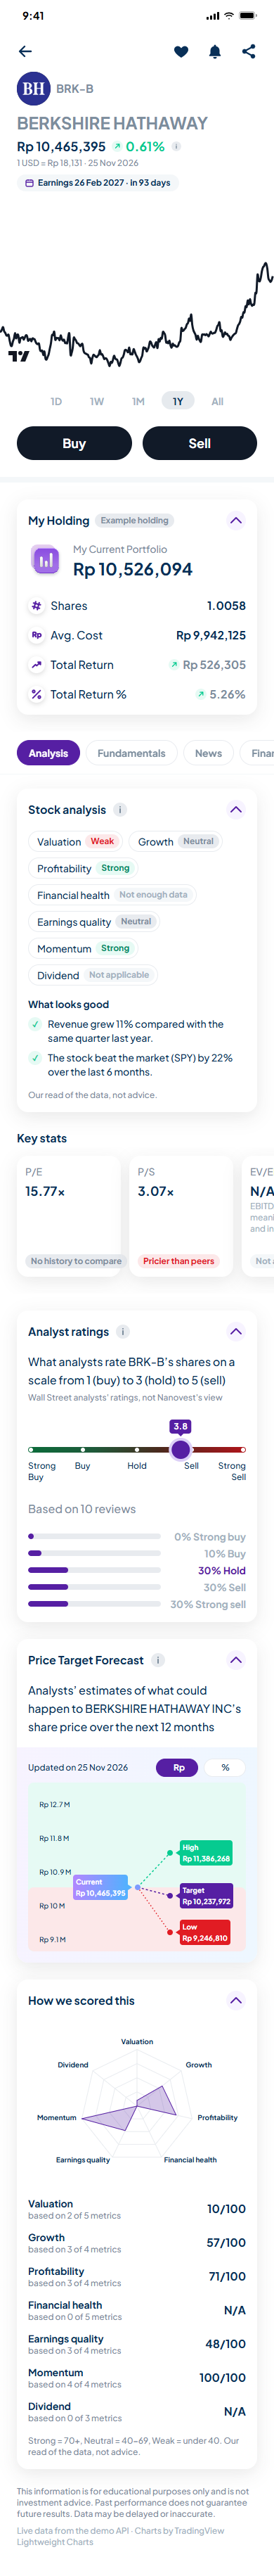 9:41
BH BRK-B
BERKSHIRE HATHAWAY
Rp 10,465,395 0.61% i
1 USD = Rp 18,131 · 25 Nov 2026
Earnings 26 Feb 2027 · in 93 days
1D 1W 1M 1Y All
Buy Sell
My Holding Example holding
My Current Portfolio
Rp 10,526,094
Shares 1.0058
Rp Avg. Cost Rp 9,942,125
Total Return Rp 526,305
Total Return % 5.26%
Analysis Fundamentals News Finan
Stock analysis i
Valuation Weak Growth Neutral
Profitability Strong
Financial health Not enough data
Earnings quality Neutral
Momentum Strong
Dividend Not applicable
What looks good
Revenue grew 11% compared with the
same quarter last year.
The stock beat the market (SPY) by 22%
over the last 6 months.
Our read of the data, not advice.
Key stats
P/E P/S EV/E
15.77× 3.07× N/A
EBITD
meani
and in
No history to compare Pricier than peers Not a
Analyst ratings i
What analysts rate BRK-B's shares on a
scale from 1 (buy) to 3 (hold) to 5 (sell)
Wall Street analysts' ratings, not Nanovest's view
3.8
Strong Buy Hold Sell Strong
Buy Sell
Based on 10 reviews
0% Strong buy
10% Buy
30% Hold
30% Sell
30% Strong sell
Price Target Forecast i
Analysts' estimates of what could
happen to BERKSHIRE HATHAWAY INC's
share price over the next 12 months
Updated on 25 Nov 2026 Rp %
Rp 12.7 M
Rp 11.8 M
High
Rp 11,386,268
Rp 10.9 M
Current
Rp 10,465,395
Target
Rp 10,237,972
Rp 10 M
Low
Rp 9,246,810
Rp 9.1 M
How we scored this
Valuation
Dividend Growth
Momentum Profitability
Earnings quality Financial health
Valuation 10/100
based on 2 of 5 metrics
Growth 57/100
based on 3 of 4 metrics
Profitability 71/100
based on 3 of 4 metrics
Financial health N/A
based on 0 of 5 metrics
Earnings quality 48/100
based on 3 of 4 metrics
Momentum 100/100
based on 4 of 4 metrics
Dividend N/A
based on 0 of 3 metrics
Strong = 70+, Neutral = 40–69, Weak = under 40. Our
read of the data, not advice.
This information is for educational purposes only and is not
investment advice. Past performance does not guarantee
future results. Data may be delayed or inaccurate.
Live data from the demo API · Charts by TradingView
Lightweight Charts